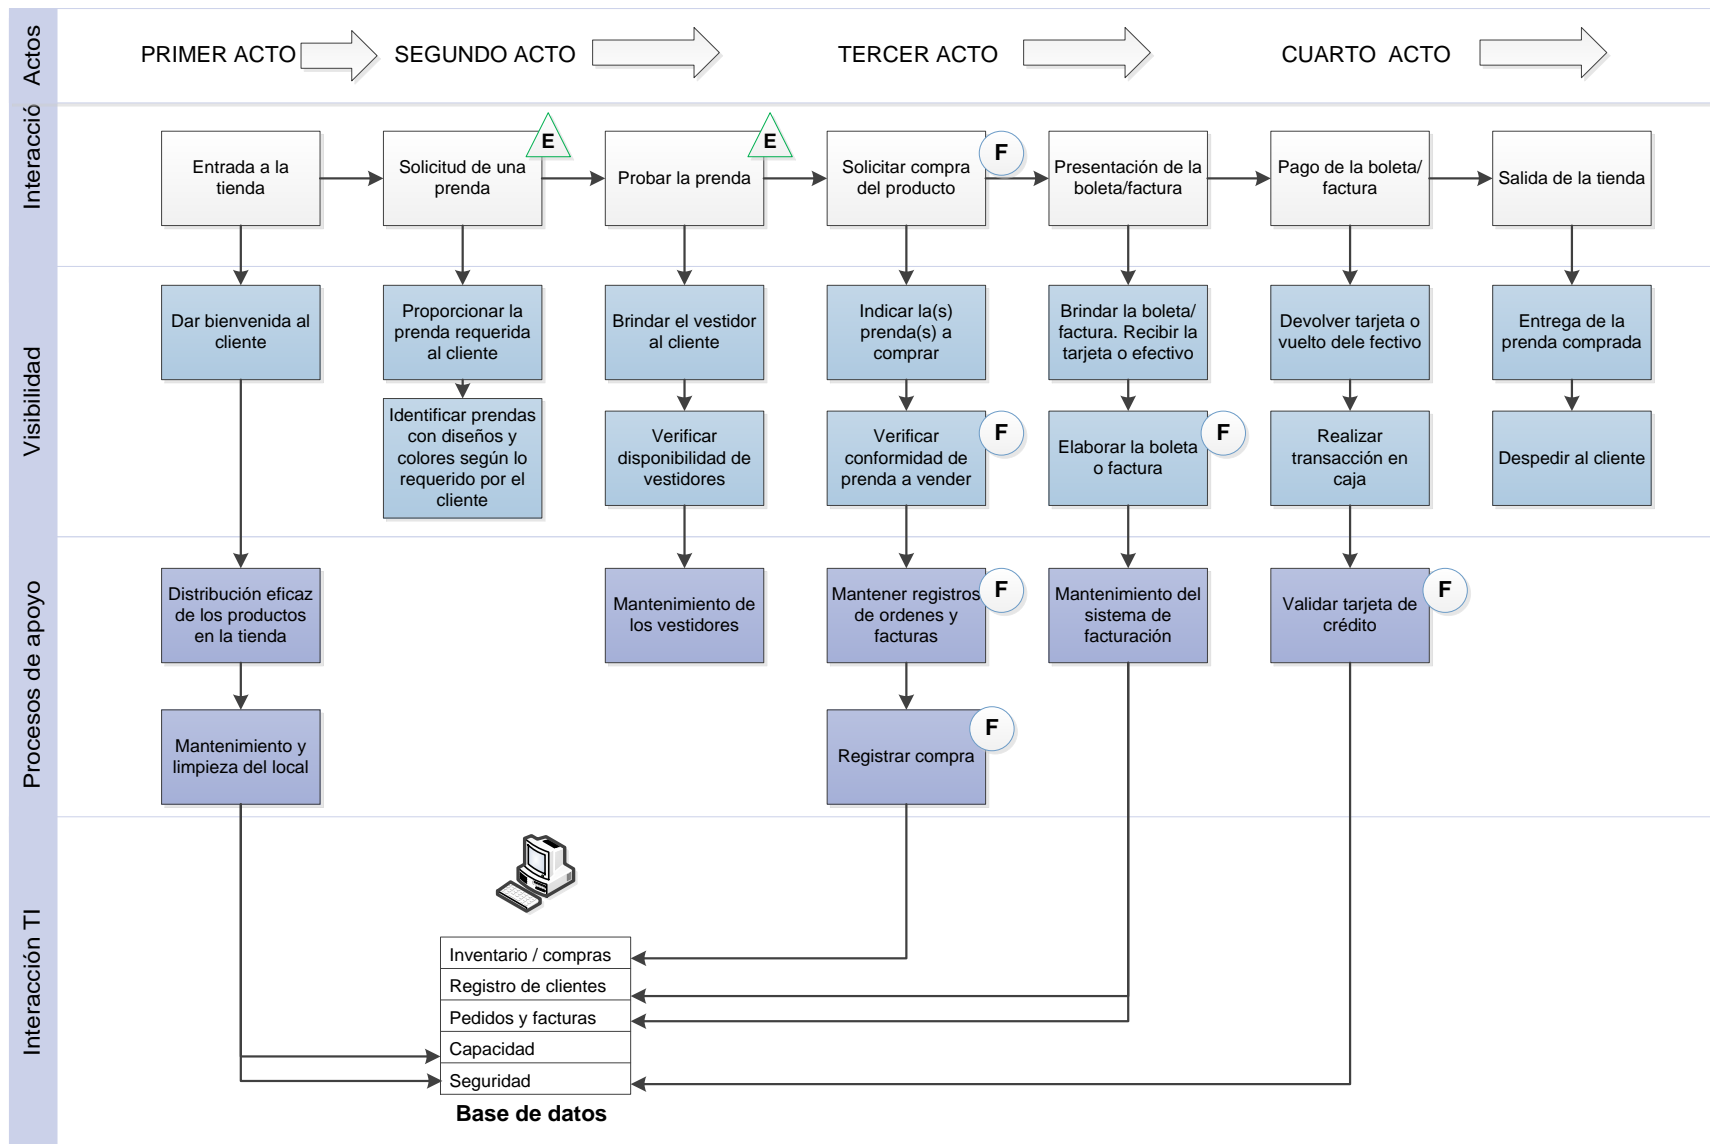 Actos
PRIMER ACTO
SEGUNDO ACTO
TERCER ACTO
CUARTO ACTO
Interacció
Entrada a la
tienda
Solicitud de una
prenda
E
Probar la prenda
E
Solicitar compra
del producto
F
Presentación de la
boleta/factura
Pago de la boleta/
factura
Salida de la tienda
Visibilidad
Dar bienvenida al
cliente
Proporcionar la
prenda requerida
al cliente
Brindar el vestidor
al cliente
Indicar la(s)
prenda(s) a
comprar
Brindar la boleta/
factura. Recibir la
tarjeta o efectivo
Devolver tarjeta o
vuelto dele fectivo
Entrega de la
prenda comprada
Identificar prendas
con diseños y
colores según lo
requerido por el
cliente
Verificar
disponibilidad de
vestidores
Verificar
conformidad de
prenda a vender
F
Elaborar la boleta
o factura
F
Realizar
transacción en
caja
Despedir al cliente
Procesos de apoyo
Distribución eficaz
de los productos
en la tienda
Mantenimiento de
los vestidores
Mantener registros
de ordenes y
facturas
F
Mantenimiento del
sistema de
facturación
Validar tarjeta de
crédito
F
Mantenimiento y
limpieza del local
Registrar compra
F
Interacción TI
Inventario / compras
Registro de clientes
Pedidos y facturas
Capacidad
Seguridad
Base de datos